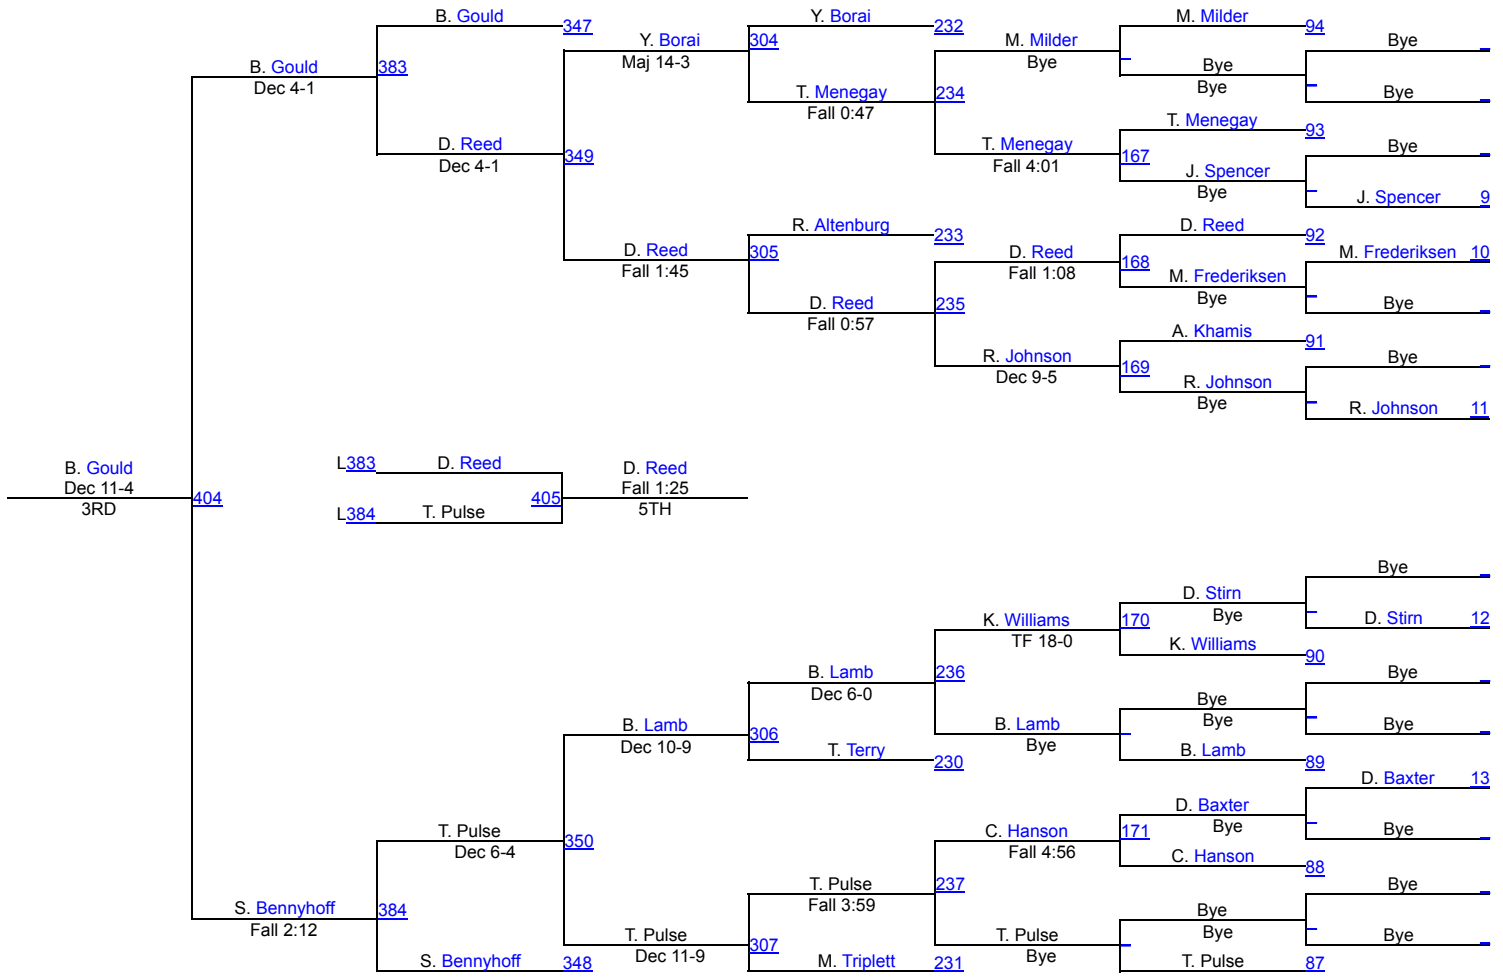 B. Gould 347
Y. Borai 232
M. Milder 94
Y. Borai 304
M. Milder
Bye
B. Gould 383
Maj 14-3
Bye
Bye
Dec 4-1
T. Menegay 234
Bye
Bye
Fall 0:47
T. Menegay 93
D. Reed 349
T. Menegay 167
Bye
Dec 4-1
Fall 4:01
J. Spencer
Bye
J. Spencer 9
R. Altenburg 233
D. Reed 92
D. Reed 305
D. Reed 168
M. Frederiksen 10
Fall 1:45
Fall 1:08
M. Frederiksen
D. Reed 235
Bye
Bye
Fall 0:57
A. Khamis 91
R. Johnson 169
Bye
Dec 9-5
R. Johnson
Bye
R. Johnson 11
B. Gould
L383 D. Reed
D. Reed
Dec 11-4 404
405
Fall 1:25
3RD
L384 T. Pulse
5TH
Bye
D. Stirn
K. Williams 170
Bye
D. Stirn 12
TF 18-0
K. Williams 90
B. Lamb 236
Bye
Dec 6-0
Bye
B. Lamb 306
B. Lamb
Bye
Bye
Dec 10-9
Bye
T. Terry 230
B. Lamb 89
D. Baxter 13
D. Baxter
T. Pulse 350
C. Hanson 171
Bye
Bye
Dec 6-4
Fall 4:56
C. Hanson 88
T. Pulse 237
Bye
S. Bennyhoff 384
Fall 3:59
Bye
Fall 2:12
T. Pulse 307
T. Pulse
Bye
Bye
Dec 11-9
Bye
S. Bennyhoff 348
M. Triplett 231
T. Pulse 87